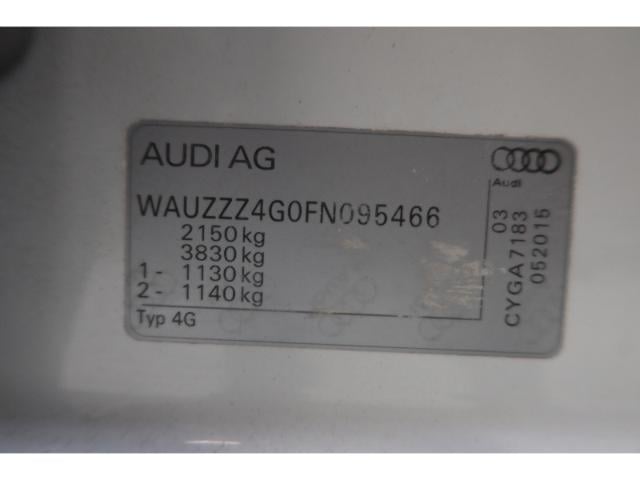 AUDI AG
Audi
WAUZZZ4G0FN095466
2150 kg
3830 kg
1 - 1130 kg
2 - 1140 kg
Typ 4G
03
CYGA7183
052015